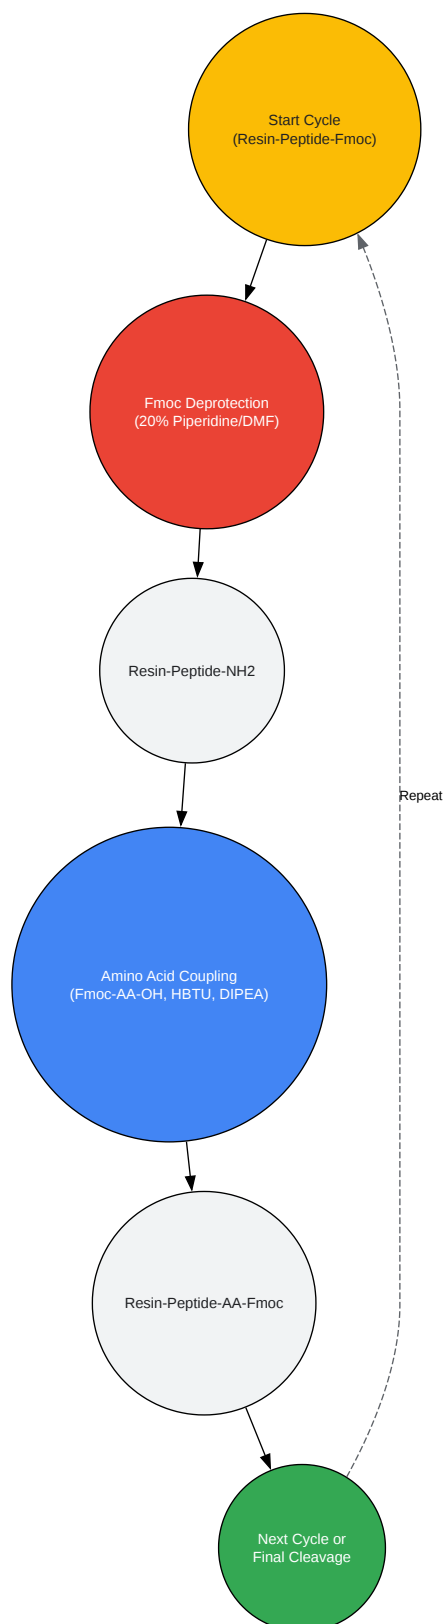 Start Cycle
(Resin-Peptide-Fmoc)
Fmoc Deprotection
(20% Piperidine/DMF)
Resin-Peptide-NH2
Repeat
Amino Acid Coupling
(Fmoc-AA-OH, HBTU, DIPEA)
Resin-Peptide-AA-Fmoc
Next Cycle or
Final Cleavage